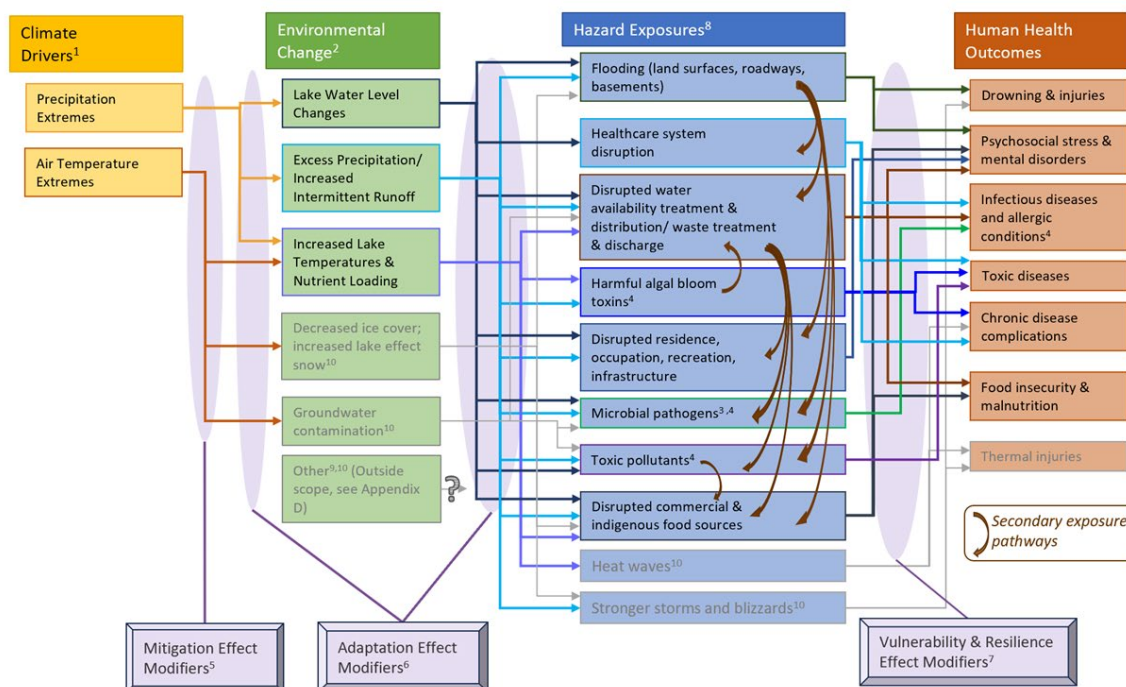 Climate
Drivers1
Precipitation
Extremes
Air Temperature
Extremes
Environmental
Change2
Lake Water Level
Changes
Excess Precipitation/
Increased
Intermittent Runoff
Increased Lake
Temperatures &
Nutrient Loading
Decreased ice cover;
increased lake effect
snow10
Groundwater
contamination10
Other9,10 (Outside
scope, see Appendix
D)
?
Hazard Exposures8
Flooding (land surfaces, roadways,
basements)
Healthcare system
disruption
Disrupted water
availability treatment &
distribution/ waste treatment
& discharge
Harmful algal bloom
toxins4
Disrupted residence,
occupation, recreation,
infrastructure
Microbial pathogens3,4
Toxic pollutants4
Disrupted commercial &
indigenous food sources
Heat waves10
Stronger storms and blizzards10
Human Health
Outcomes
Drowning & injuries
Psychosocial stress &
mental disorders
Infectious diseases
and allergic
conditions4
Toxic diseases
Chronic disease
complications
Food insecurity &
malnutrition
Thermal injuries
Secondary exposure
pathways
Mitigation Effect
Modifiers5
Adaptation Effect
Modifiers6
Vulnerability & Resilience
Effect Modifiers7